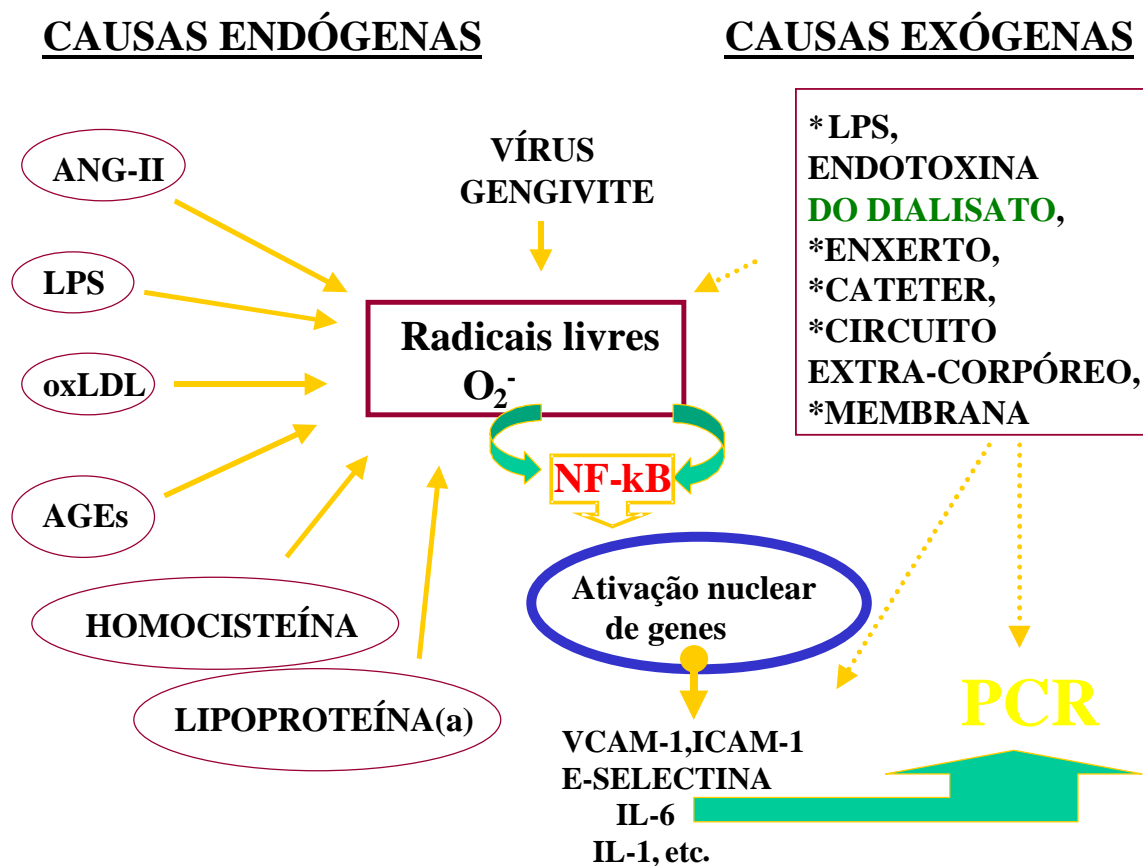 CAUSAS ENDÓGENAS
CAUSAS EXÓGENAS
ANG-II
LPS
oxLDL
AGEs
HOMOCISTEÍNA
LIPOPROTEÍNA(a)
VÍRUS
GENGIVITE
* LPS,
ENDOTOXINA
DO DIALISATO,
*ENXERTO,
*CATETER,
*CIRCUITO
EXTRA-CORPÓREO,
*MEMBRANA
Radicais livres
O₂⁻
NF-kB
Ativação nuclear
de genes
VCAM-1,ICAM-1
E-SELECTINA
IL-6
IL-1, etc.
PCR